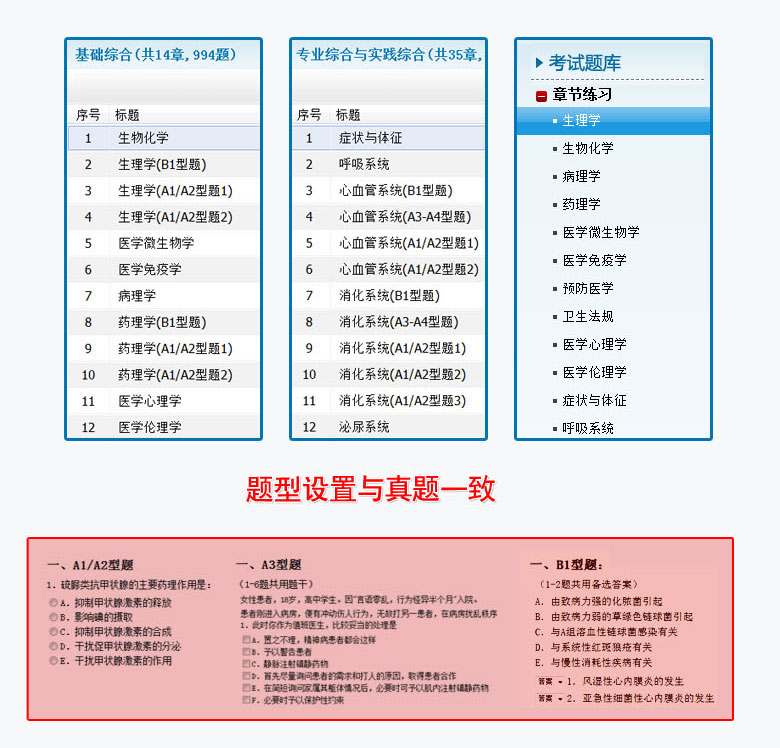 基础综合(共14章,994题)
序号 标题
1 生物化学
2 生理学(B1型题)
3 生理学(A1/A2型题1)
4 生理学(A1/A2型题2)
5 医学微生物学
6 医学免疫学
7 病理学
8 药理学(B1型题)
9 药理学(A1/A2型题1)
10 药理学(A1/A2型题2)
11 医学心理学
12 医学伦理学
专业综合与实践综合(共35章,
序号 标题
1 症状与体征
2 呼吸系统
3 心血管系统(B1型题)
4 心血管系统(A3-A4型题)
5 心血管系统(A1/A2型题1)
6 心血管系统(A1/A2型题2)
7 消化系统(B1型题)
8 消化系统(A3-A4型题)
9 消化系统(A1/A2型题1)
10 消化系统(A1/A2型题2)
11 消化系统(A1/A2型题3)
12 泌尿系统
考试题库
章节练习
生理学
生物化学
病理学
药理学
医学微生物学
医学免疫学
预防医学
卫生法规
医学心理学
医学伦理学
症状与体征
呼吸系统
题型设置与真题一致
一、A1/A2型题
1. 硫脲类抗甲状腺的主要药理作用是:
A. 抑制甲状腺激素的释放
B. 影响碘的摄取
C. 抑制甲状腺激素的合成
D. 干扰促甲状腺激素的分泌
E. 干扰甲状腺激素的作用
一、A3型题
(1-6题共用题干)
女性患者，18岁，高中学生。因"言语零乱，行为怪异半个月"入院。
患者刚进入病房，便有冲动伤人行为，无故打另一患者，在病房扰乱秩序
1. 此时你作为值班医生，比较妥当的处理是
A. 置之不理，精神病患者都会这样
B. 予以警告患者
C. 静脉注射镇静药物
D. 首先尽量询问患者的需求和打人的原因，取得患者合作
E. 在简短询问家属其躯体情况后，必要时可予以肌内注射镇静药物
F. 必要时予以保护性约束
一、B1型题:
(1-2题共用备选答案)
A. 由致病力强的化脓菌引起
B. 由致病力弱的草绿色链球菌引起
C. 与A组溶血性链球菌感染有关
D. 与系统性红斑狼疮有关
E. 与慢性消耗性疾病有关
答案 1. 风湿性心内膜炎的发生
答案 2. 亚急性细菌性心内膜炎的发生